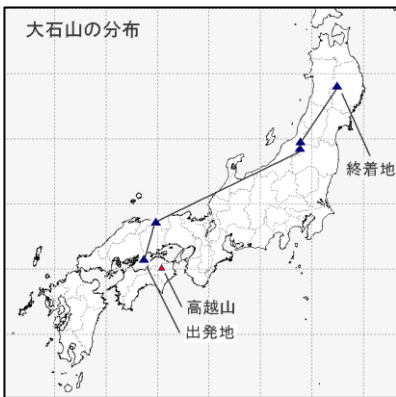 大石山の分布
終着地
高越山
出発地